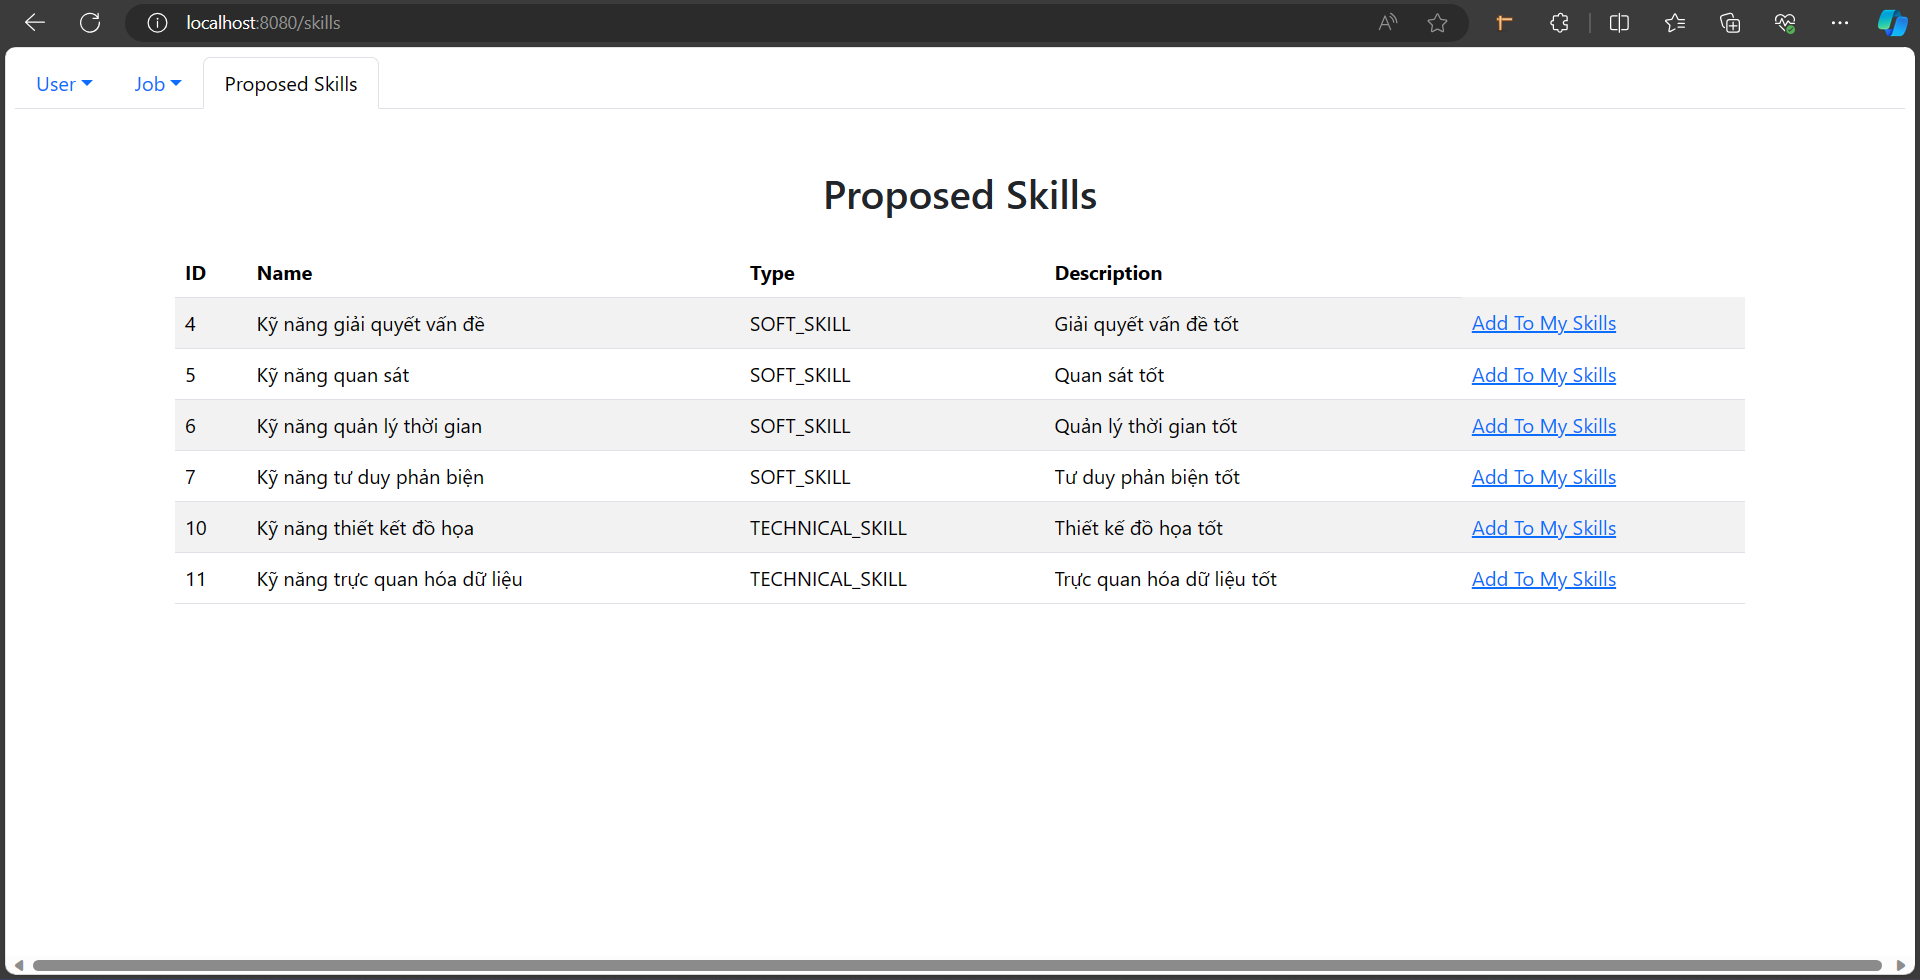 localhost:8080/skills
User Job Proposed Skills
Proposed Skills
ID Name Type Description
4 Kỹ năng giải quyết vấn đề SOFT_SKILL Giải quyết vấn đề tốt Add To My Skills
5 Kỹ năng quan sát SOFT_SKILL Quan sát tốt Add To My Skills
6 Kỹ năng quản lý thời gian SOFT_SKILL Quản lý thời gian tốt Add To My Skills
7 Kỹ năng tư duy phản biện SOFT_SKILL Tư duy phản biện tốt Add To My Skills
10 Kỹ năng thiết kết đồ họa TECHNICAL_SKILL Thiết kế đồ họa tốt Add To My Skills
11 Kỹ năng trực quan hóa dữ liệu TECHNICAL_SKILL Trực quan hóa dữ liệu tốt Add To My Skills